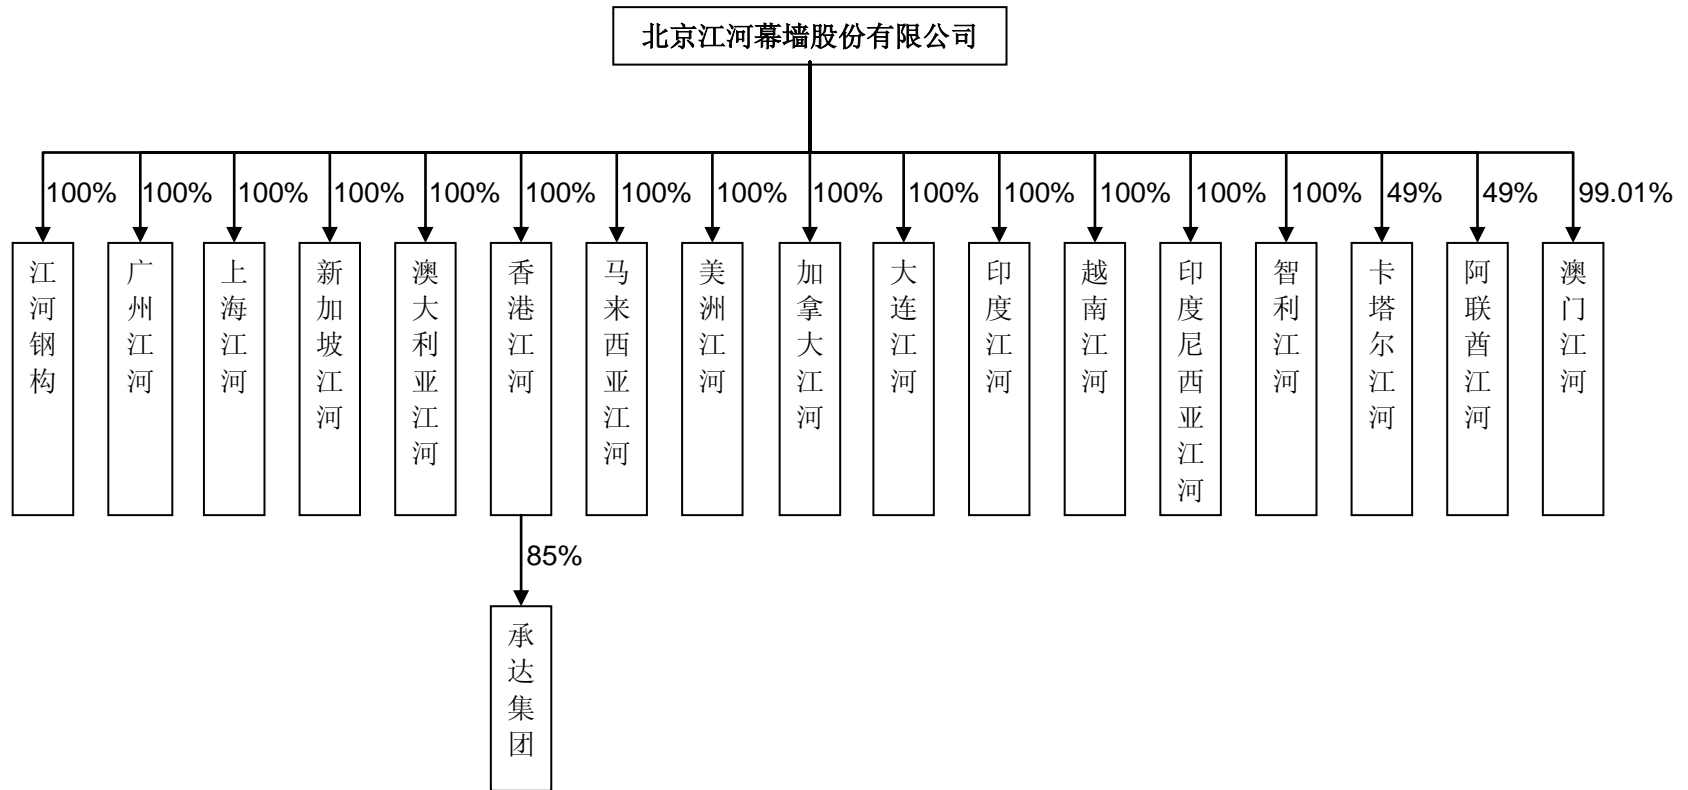 北京江河幕墙股份有限公司
100% 100% 100% 100% 100% 100% 100% 100% 100% 100% 100% 100% 100% 100% 49% 49% 99.01%
江河钢构
广州江河
上海江河
新加坡江河
澳大利亚江河
香港江河
马来西亚江河
美洲江河
加拿大江河
大连江河
印度江河
越南江河
印度尼西亚江河
智利江河
卡塔尔江河
阿联酋江河
澳门江河
85%
承达集团